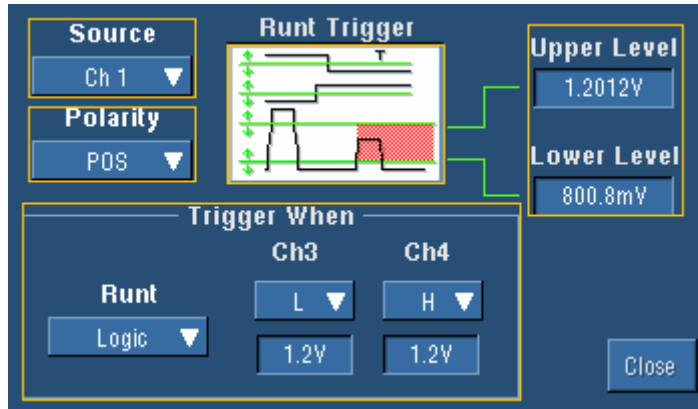 Source
Ch 1
Polarity
POS
Runt Trigger
T
Upper Level
1.2012V
Lower Level
800.8mV
Trigger When
Ch3 Ch4
Runt
L H
Logic
1.2V 1.2V
Close